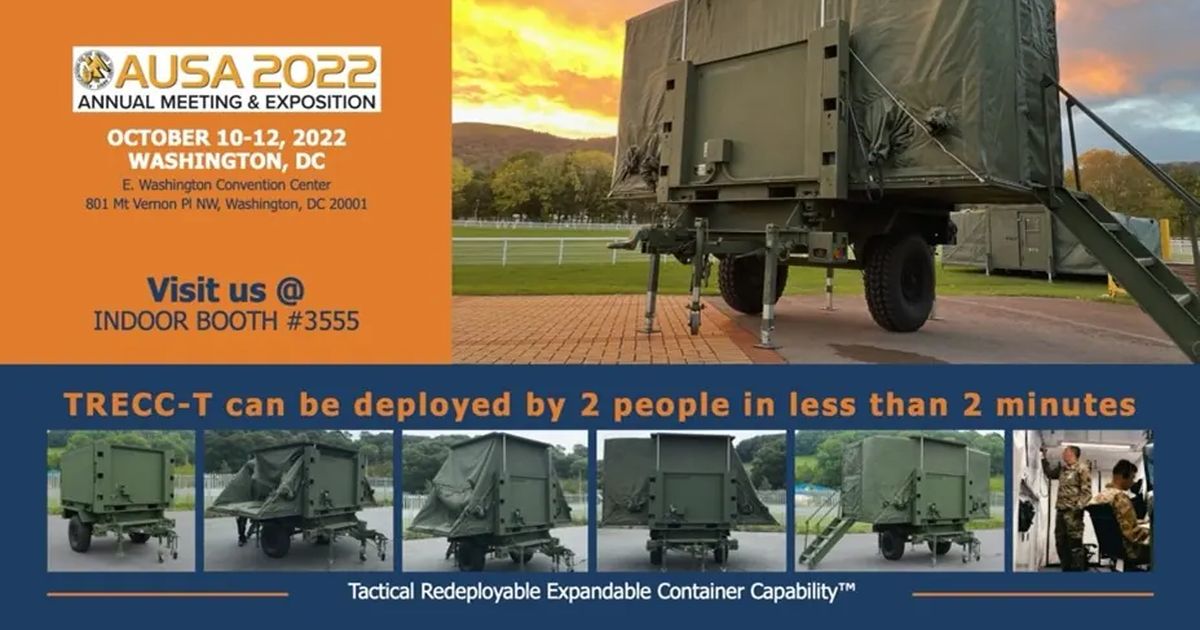 AUSA 2022
ANNUAL MEETING & EXPOSITION
OCTOBER 10-12, 2022
WASHINGTON, DC
E. Washington Convention Center
801 Mt Vernon Pl NW, Washington, DC 20001
Visit us @
INDOOR BOOTH #3555
TRECC-T can be deployed by 2 people in less than 2 minutes
Tactical Redeployable Expandable Container Capability™